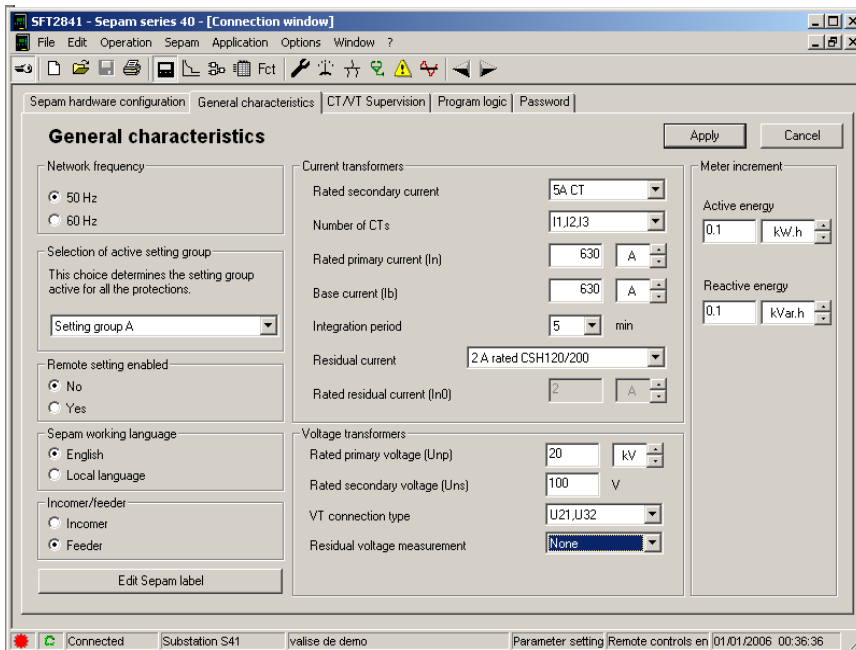 SFT2841 - Sepam series 40 - [Connection window]
File Edit Operation Sepam Application Options Window ?
Fct
Sepam hardware configuration General characteristics CT/VT Supervision Program logic Password
General characteristics
Apply Cancel
Network frequency
50 Hz
60 Hz
Selection of active setting group
This choice determines the setting group
active for all the protections.
Setting group A
Remote setting enabled
No
Yes
Sepam working language
English
Local language
Incomer/feeder
Incomer
Feeder
Edit Sepam label
Current transformers
Rated secondary current 5A CT
Number of CTs I1,I2,I3
Rated primary current (In) 630 A
Base current (Ib) 630 A
Integration period 5 min
Residual current 2 A rated CSH120/200
Rated residual current (In0) 2 A
Voltage transformers
Rated primary voltage (Unp) 20 kV
Rated secondary voltage (Uns) 100 V
VT connection type U21,U32
Residual voltage measurement None
Meter increment
Active energy
0.1 kW.h
Reactive energy
0.1 kVar.h
Connected Substation S41 valise de demo Parameter setting Remote controls en 01/01/2006 00:36:36